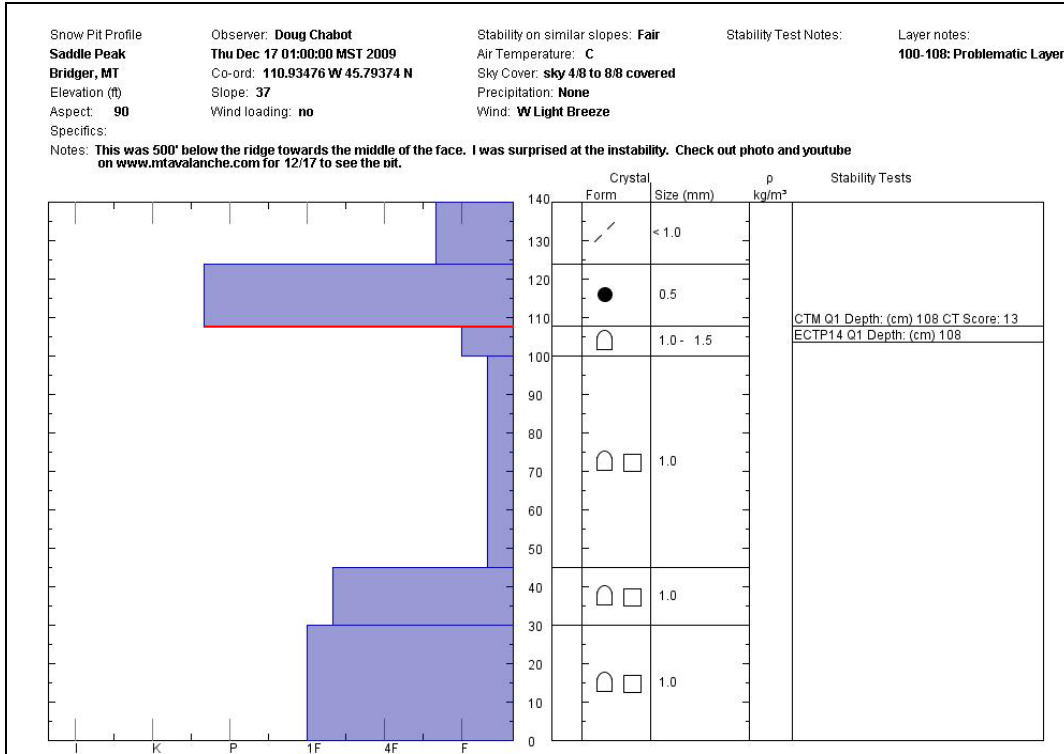 Snow Pit Profile Observer: Doug Chabot Stability on similar slopes: Fair Stability Test Notes: Layer notes:
Saddle Peak Thu Dec 17 01:00:00 MST 2009 Air Temperature: C 100-108: Problematic Layer
Bridger, MT Co-ord: 110.93476 W 45.79374 N Sky Cover: sky 4/8 to 8/8 covered
Elevation (ft) Slope: 37 Precipitation: None
Aspect: 90 Wind loading: no Wind: W Light Breeze
Specifics:
Notes: This was 500' below the ridge towards the middle of the face. I was surprised at the instability. Check out photo and youtube
on www.mtavalanche.com for 12/17 to see the pit.
Crystal ρ Stability Tests
Form Size (mm) kg/m³
140
130 < 1.0
120
0.5
110
CTM Q1 Depth: (cm) 108 CT Score: 13
1.0 - 1.5 ECTP14 Q1 Depth: (cm) 108
100
90
80
70 1.0
60
50
40 1.0
30
20
1.0
10
0
I K P 1F 4F F